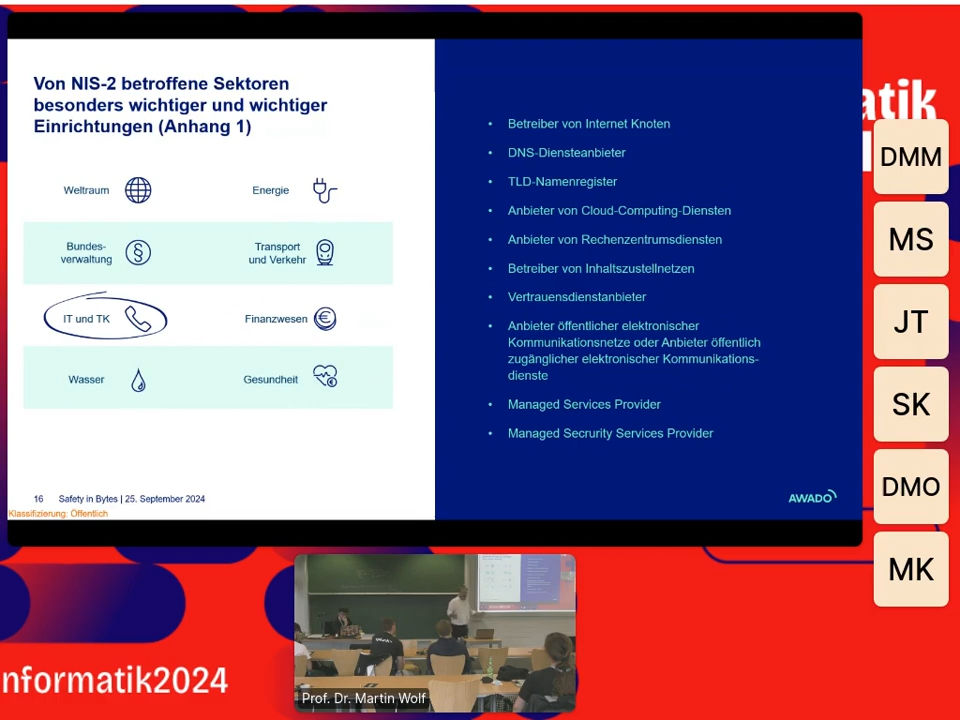 Von NIS-2 betroffene Sektoren
besonders wichtiger und wichtiger
Einrichtungen (Anhang 1)
Weltraum
Energie
Bundes-
verwaltung
Transport
und Verkehr
IT und TK
Finanzwesen
Wasser
Gesundheit
16 Safety in Bytes | 25. September 2024
Klassifizierung: Öffentlich
• Betreiber von Internet Knoten
• DNS-Diensteanbieter
• TLD-Namenregister
• Anbieter von Cloud-Computing-Diensten
• Anbieter von Rechenzentrumsdiensten
• Betreiber von Inhaltszustellnetzen
• Vertrauensdienstanbieter
• Anbieter öffentlicher elektronischer
Kommunikationsnetze oder Anbieter öffentlich
zugänglicher elektronischer Kommunikations-
dienste
• Managed Services Provider
• Managed Secrurity Services Provider
AWADO
atik
DMM
MS
JT
SK
DMO
MK
Prof. Dr. Martin Wolf
nformatik2024